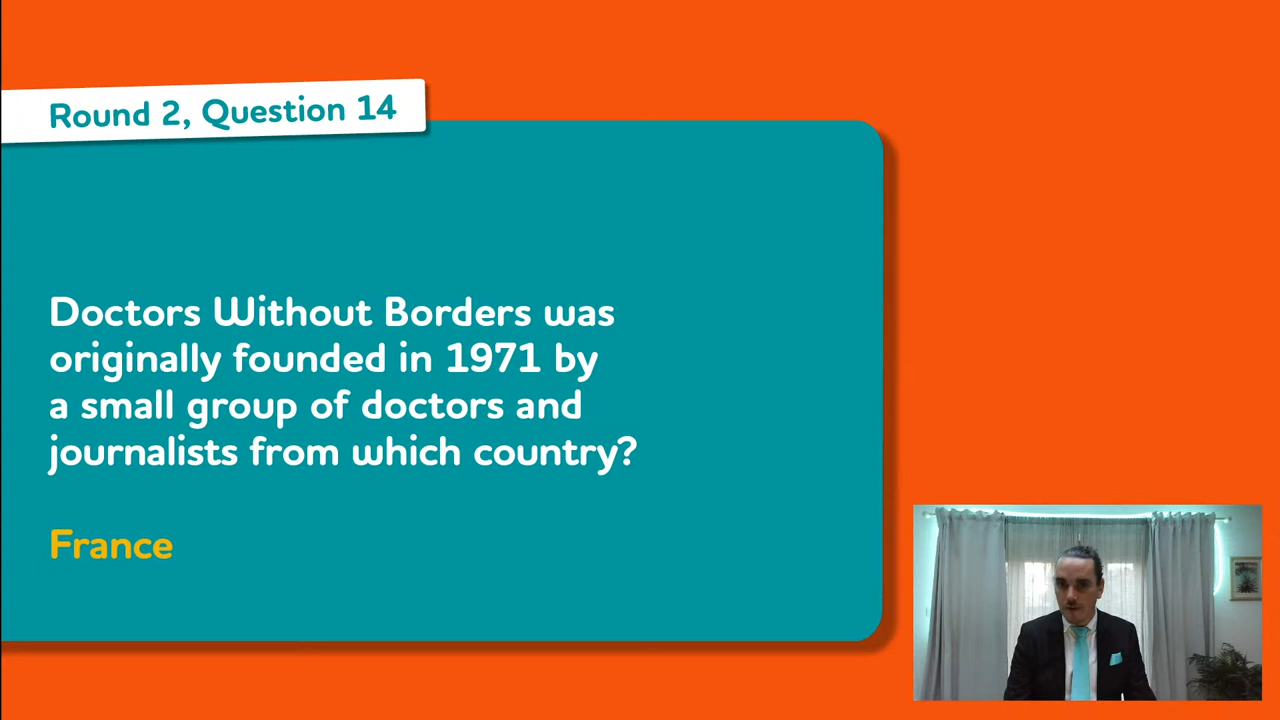 Round 2, Question 14
Doctors Without Borders was
originally founded in 1971 by
a small group of doctors and
journalists from which country?
France